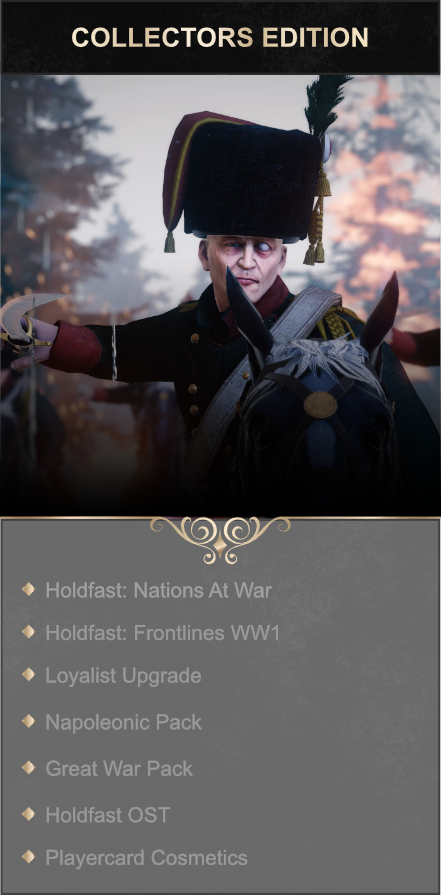 COLLECTORS EDITION
Holdfast: Nations At War
Holdfast: Frontlines WW1
Loyalist Upgrade
Napoleonic Pack
Great War Pack
Holdfast OST
Playercard Cosmetics